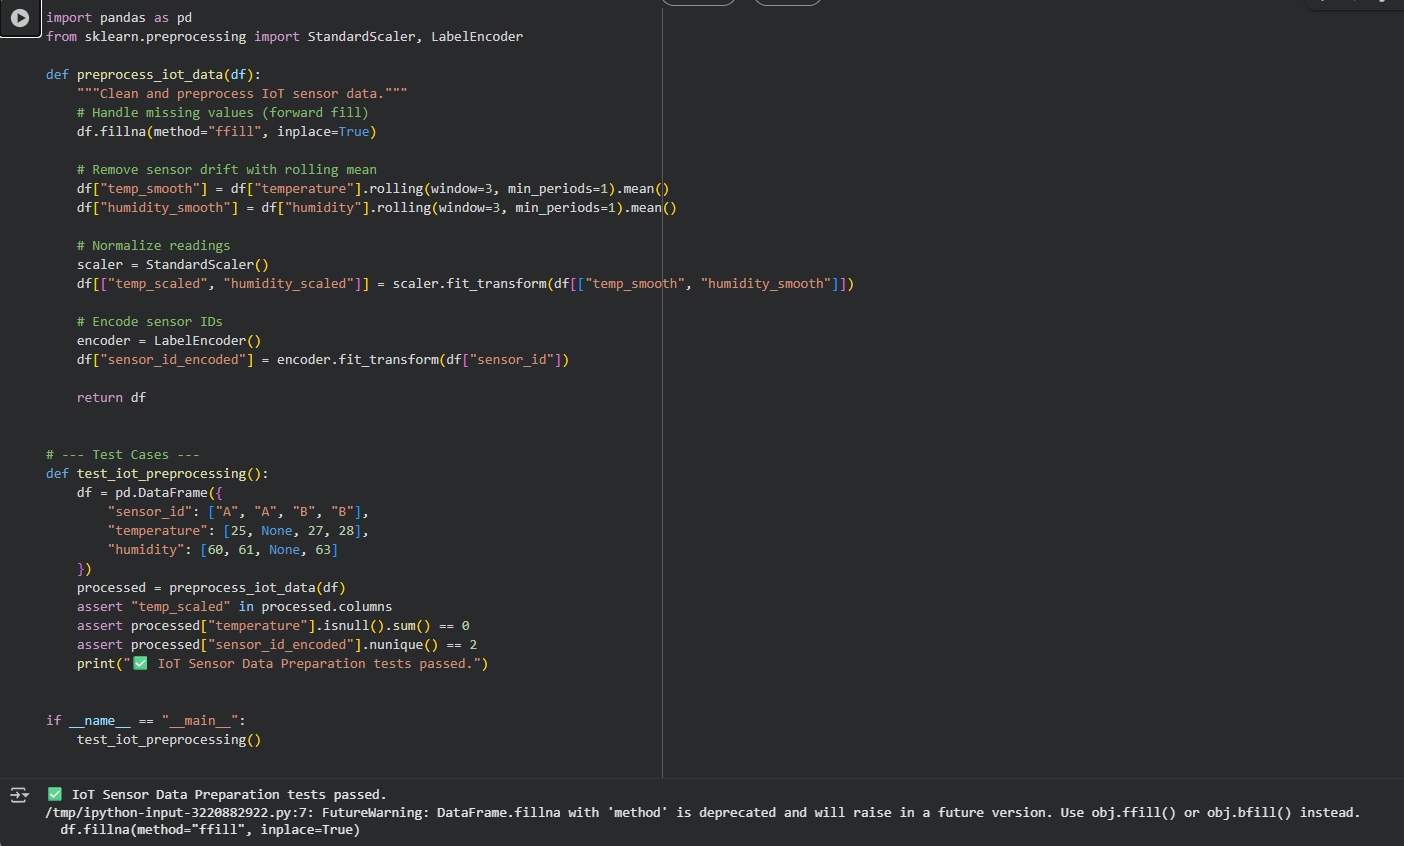 import pandas as pd
from sklearn.preprocessing import StandardScaler, LabelEncoder

def preprocess_iot_data(df):
    """Clean and preprocess IoT sensor data."""
    # Handle missing values (forward fill)
    df.fillna(method="ffill", inplace=True)

    # Remove sensor drift with rolling mean
    df["temp_smooth"] = df["temperature"].rolling(window=3, min_periods=1).mean()
    df["humidity_smooth"] = df["humidity"].rolling(window=3, min_periods=1).mean()

    # Normalize readings
    scaler = StandardScaler()
    df[["temp_scaled", "humidity_scaled"]] = scaler.fit_transform(df[["temp_smooth", "humidity_smooth"]])

    # Encode sensor IDs
    encoder = LabelEncoder()
    df["sensor_id_encoded"] = encoder.fit_transform(df["sensor_id"])

    return df


# --- Test Cases ---
def test_iot_preprocessing():
    df = pd.DataFrame({
        "sensor_id": ["A", "A", "B", "B"],
        "temperature": [25, None, 27, 28],
        "humidity": [60, 61, None, 63]
    })
    processed = preprocess_iot_data(df)
    assert "temp_scaled" in processed.columns
    assert processed["temperature"].isnull().sum() == 0
    assert processed["sensor_id_encoded"].nunique() == 2
    print("✅ IoT Sensor Data Preparation tests passed.")


if __name__ == "__main__":
    test_iot_preprocessing()

✅ IoT Sensor Data Preparation tests passed.
/tmp/ipython-input-3220882922.py:7: FutureWarning: DataFrame.fillna with 'method' is deprecated and will raise in a future version. Use obj.ffill() or obj.bfill() instead.
  df.fillna(method="ffill", inplace=True)